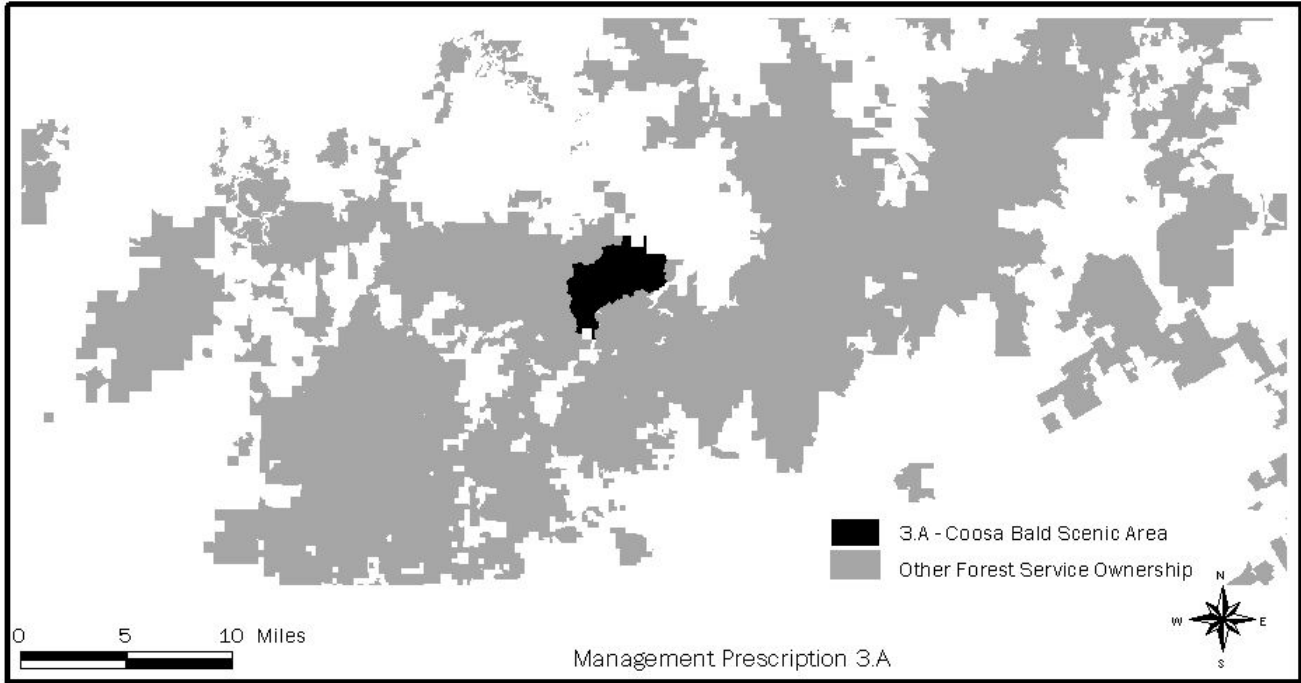 3.A - Coosa Bald Scenic Area
Other Forest Service Ownership
N
W E
S
0 5 10 Miles
Management Prescription 3.A